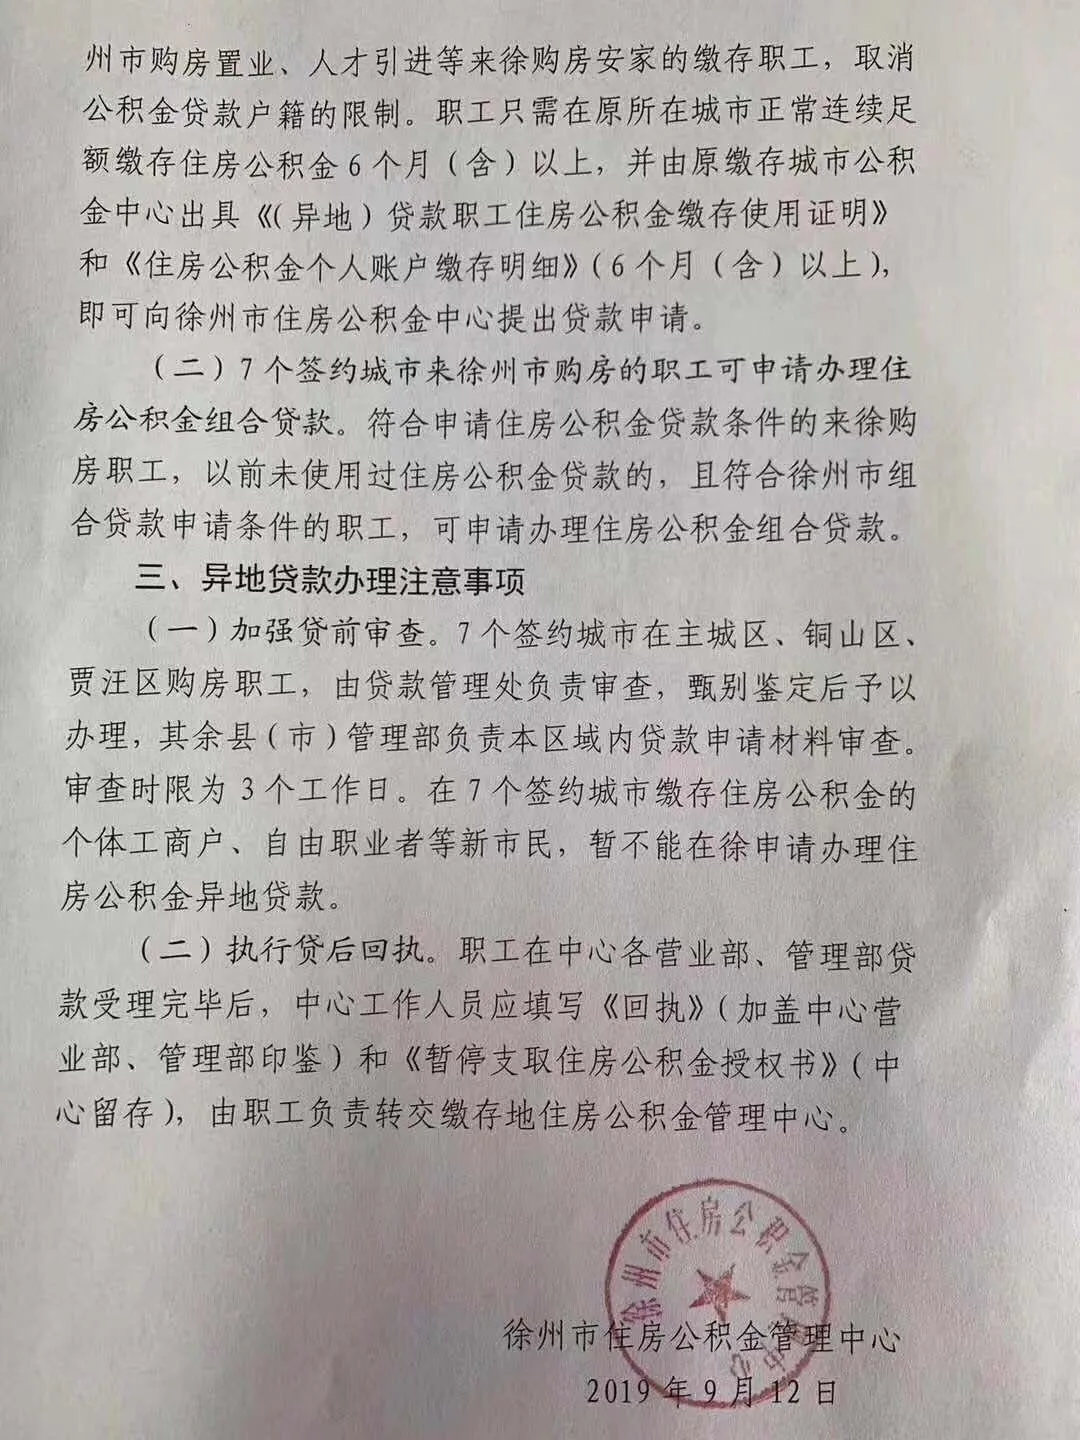 州市购房置业、人才引进等来徐购房安家的缴存职工，取消
公积金贷款户籍的限制。职工只需在原所在城市正常连续足
额缴存住房公积金6个月（含）以上，并由原缴存城市公积
金中心出具《（异地）贷款职工住房公积金缴存使用证明》
和《住房公积金个人账户缴存明细》（6个月（含）以上），
即可向徐州市住房公积金中心提出贷款申请。
（二）7个签约城市来徐州市购房的职工可申请办理住
房公积金组合贷款。符合申请住房公积金贷款条件的来徐购
房职工，以前未使用过住房公积金贷款的，且符合徐州市组
合贷款申请条件的职工，可申请办理住房公积金组合贷款。
三、异地贷款办理注意事项
（一）加强贷前审查。7个签约城市在主城区、铜山区、
贾汪区购房职工，由贷款管理处负责审查，甄别鉴定后予以
办理，其余县（市）管理部负责本区域内贷款申请材料审查。
审查时限为3个工作日。在7个签约城市缴存住房公积金的
个体工商户、自由职业者等新市民，暂不能在徐申请办理住
房公积金异地贷款。
（二）执行贷后回执。职工在中心各营业部、管理部贷
款受理完毕后，中心工作人员应填写《回执》（加盖中心营
业部、管理部印鉴）和《暂停支取住房公积金授权书》（中
心留存），由职工负责转交缴存地住房公积金管理中心。
徐州市住房公积金管理中心
徐州市住房公积金管理中心
2019年9月12日